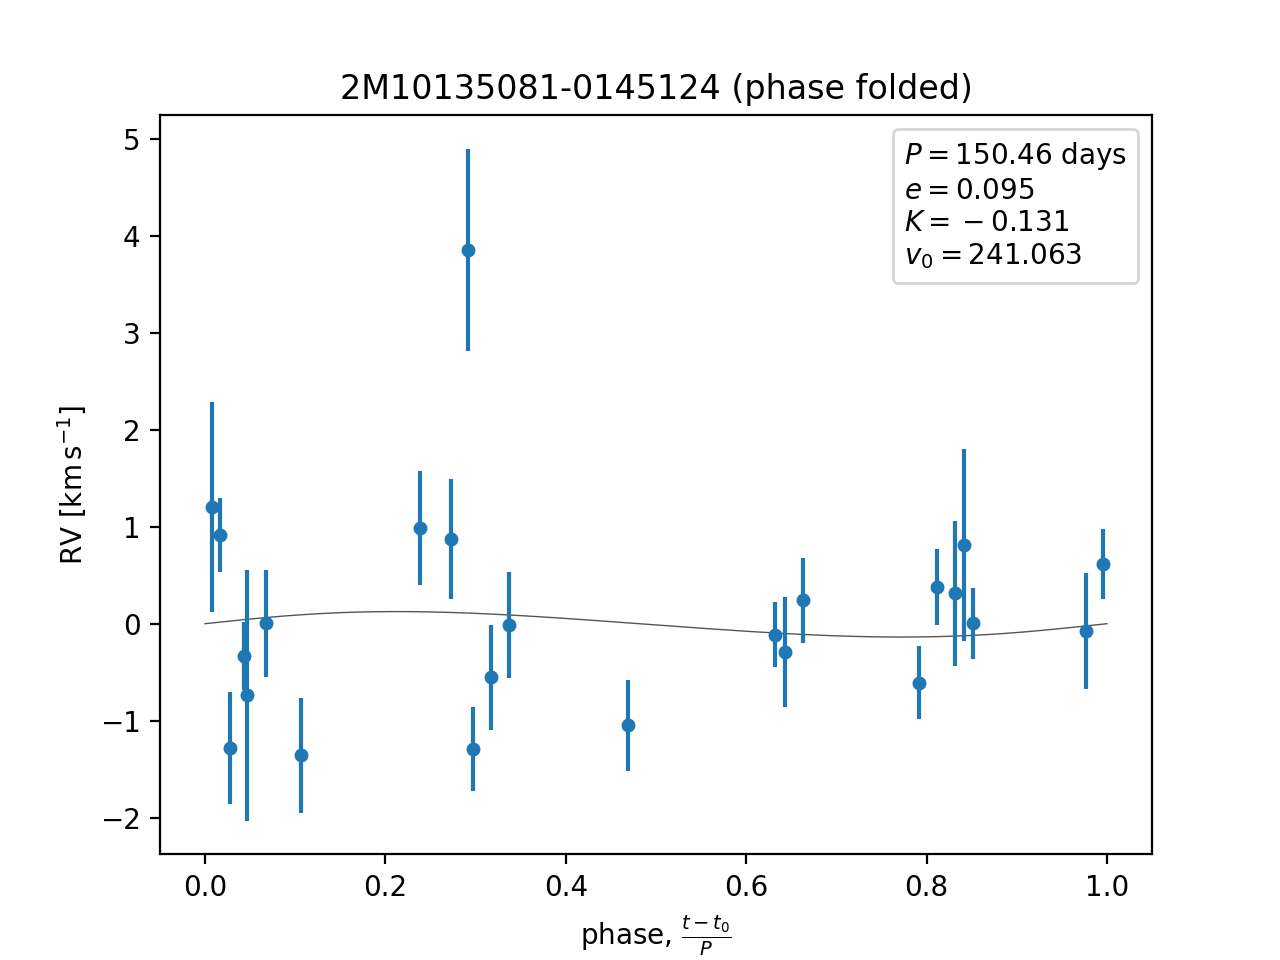 2M10135081-0145124 (phase folded)
P = 150.46 days
e = 0.095
K = −0.131
v₀ = 241.063
RV [km s⁻¹]
5
4
3
2
1
0
−1
−2
0.0 0.2 0.4 0.6 0.8 1.0
phase, (t − t₀)/P